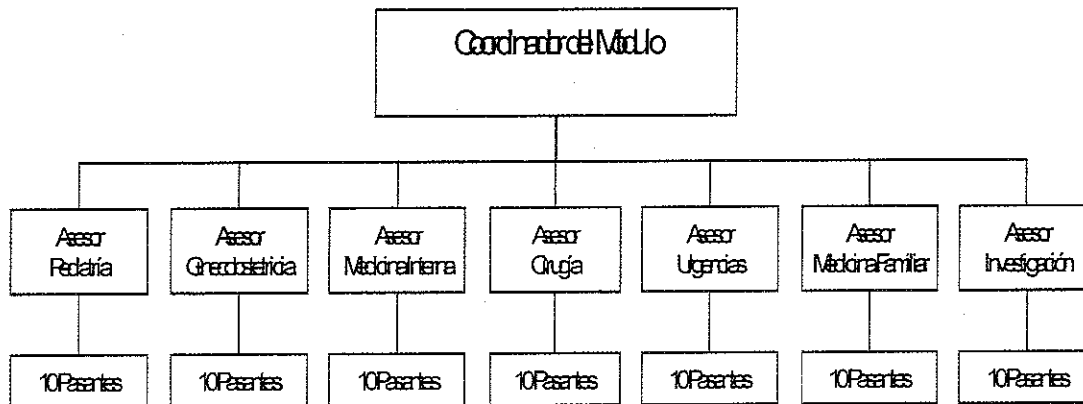 Coordinador del Módulo
Asesor
Pediatría
Asesor
Ginecobstetricia
Asesor
Medicina Interna
Asesor
Cirugía
Asesor
Urgencias
Asesor
Medicina Familiar
Asesor
Investigación
10 Pasantes
10 Pasantes
10 Pasantes
10 Pasantes
10 Pasantes
10 Pasantes
10 Pasantes